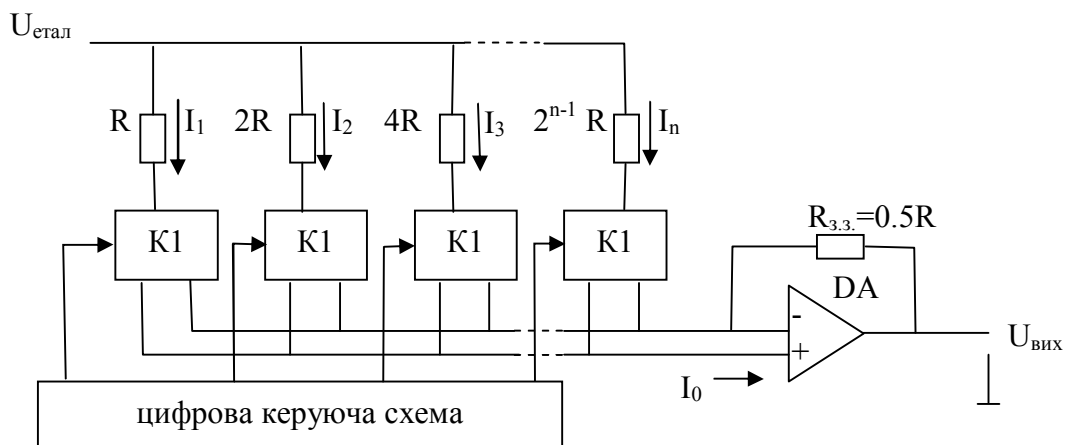 Uетал
R I1 2R I2 4R I3 2n-1 R In
К1 К1 К1 К1
Rз.з.=0.5R
DA
-
+
Uвих
I0
цифрова керуюча схема